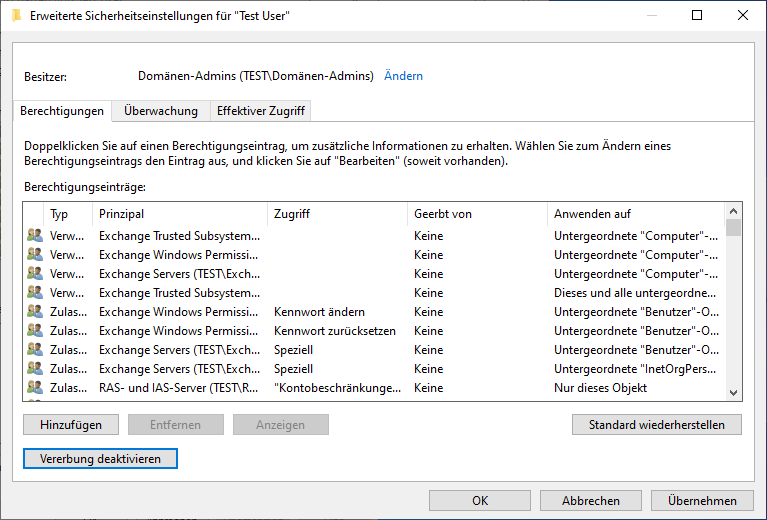 Erweiterte Sicherheitseinstellungen für "Test User"
Besitzer: Domänen-Admins (TEST\Domänen-Admins) Ändern
Berechtigungen Überwachung Effektiver Zugriff
Doppelklicken Sie auf einen Berechtigungseintrag, um zusätzliche Informationen zu erhalten. Wählen Sie zum Ändern eines
Berechtigungseintrags den Eintrag aus, und klicken Sie auf "Bearbeiten" (soweit vorhanden).
Berechtigungseinträge:
Typ Prinzipal Zugriff Geerbt von Anwenden auf
Verw... Exchange Trusted Subsystem... Keine Untergeordnete "Computer"-...
Verw... Exchange Windows Permissi... Keine Untergeordnete "Computer"-...
Verw... Exchange Servers (TEST\Exch... Keine Untergeordnete "Computer"-...
Verw... Exchange Trusted Subsystem... Keine Dieses und alle untergeordne...
Zulas... Exchange Windows Permissi... Kennwort ändern Keine Untergeordnete "Benutzer"-O...
Zulas... Exchange Windows Permissi... Kennwort zurücksetzen Keine Untergeordnete "Benutzer"-O...
Zulas... Exchange Servers (TEST\Exch... Speziell Keine Untergeordnete "Benutzer"-O...
Zulas... Exchange Servers (TEST\Exch... Speziell Keine Untergeordnete "InetOrgPers...
Zulas... RAS- und IAS-Server (TEST\R... "Kontobeschränkunge... Keine Nur dieses Objekt
Hinzufügen Entfernen Anzeigen Standard wiederherstellen
Vererbung deaktivieren
OK Abbrechen Übernehmen